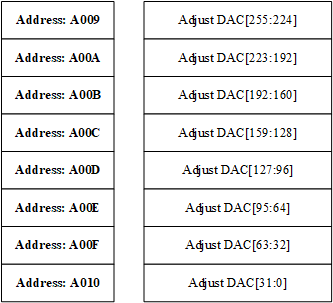 Address: A009 Adjust DAC[255:224]
Address: A00A Adjust DAC[223:192]
Address: A00B Adjust DAC[192:160]
Address: A00C Adjust DAC[159:128]
Address: A00D Adjust DAC[127:96]
Address: A00E Adjust DAC[95:64]
Address: A00F Adjust DAC[63:32]
Address: A010 Adjust DAC[31:0]